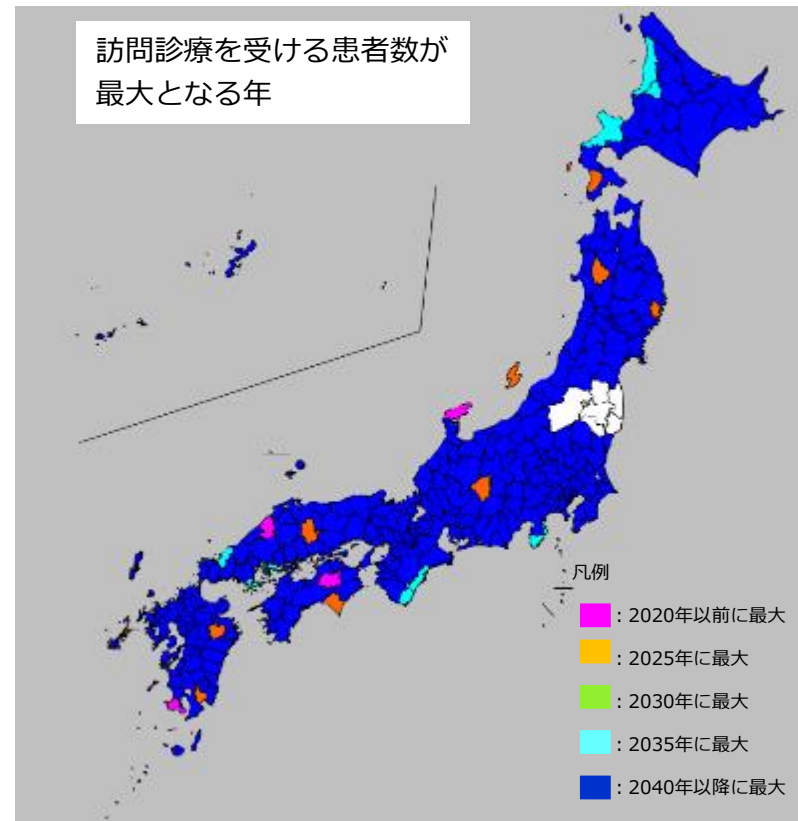 訪問診療を受ける患者数が
最大となる年
凡例
：2020年以前に最大
：2025年に最大
：2030年に最大
：2035年に最大
：2040年以降に最大